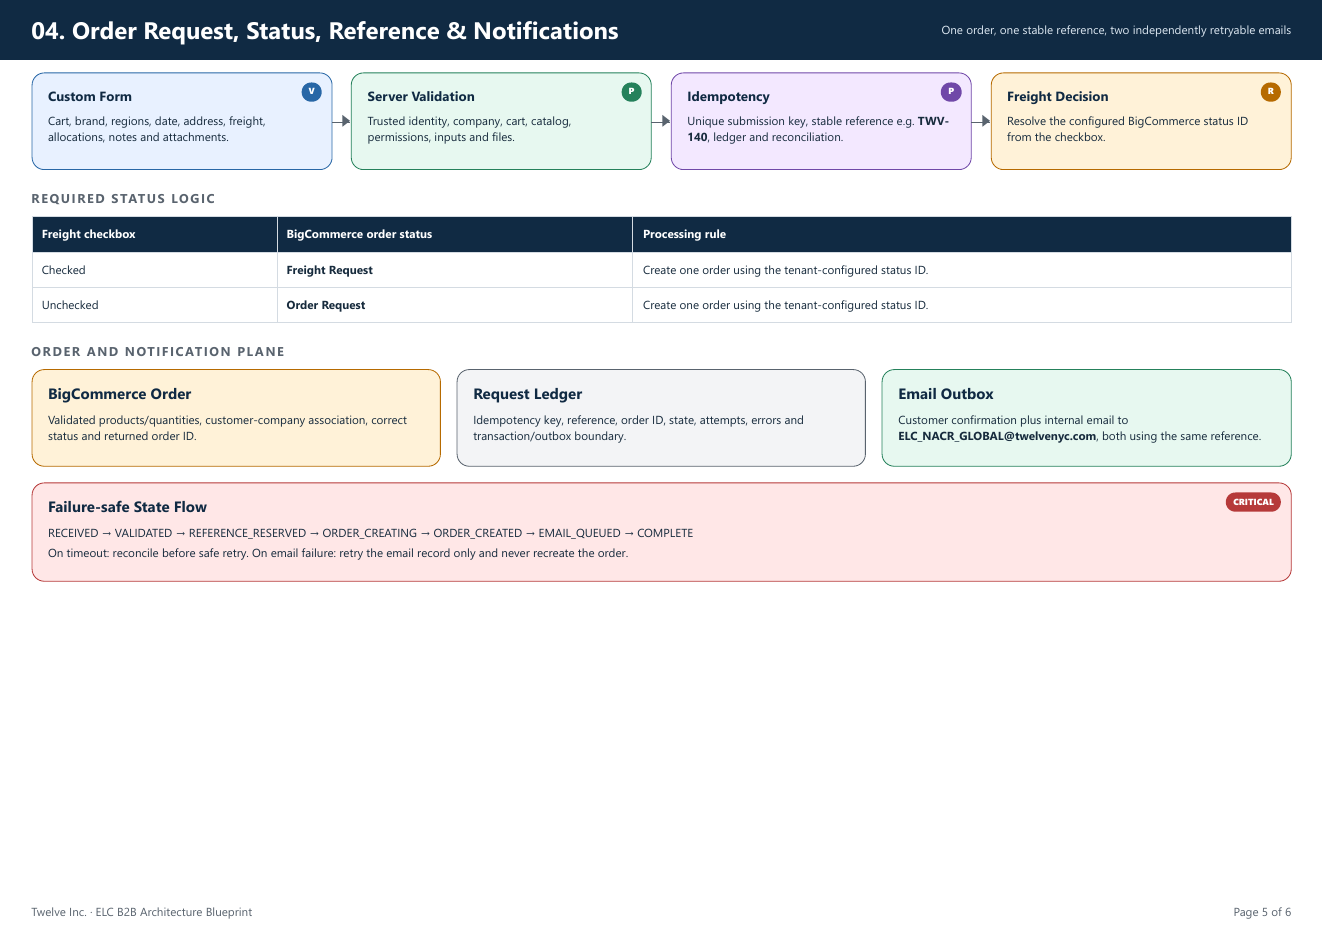 04. Order Request, Status, Reference & Notifications
One order, one stable reference, two independently retryable emails
Custom Form
V
Cart, brand, regions, date, address, freight,
allocations, notes and attachments.
Server Validation
P
Trusted identity, company, cart, catalog,
permissions, inputs and files.
Idempotency
P
Unique submission key, stable reference e.g. TWV-
140, ledger and reconciliation.
Freight Decision
R
Resolve the configured BigCommerce status ID
from the checkbox.
REQUIRED STATUS LOGIC
Freight checkbox
BigCommerce order status
Processing rule
Checked
Freight Request
Create one order using the tenant-configured status ID.
Unchecked
Order Request
Create one order using the tenant-configured status ID.
ORDER AND NOTIFICATION PLANE
BigCommerce Order
Validated products/quantities, customer-company association, correct
status and returned order ID.
Request Ledger
Idempotency key, reference, order ID, state, attempts, errors and
transaction/outbox boundary.
Email Outbox
Customer confirmation plus internal email to
ELC_NACR_GLOBAL@twelvenyc.com, both using the same reference.
Failure-safe State Flow
CRITICAL
RECEIVED → VALIDATED → REFERENCE_RESERVED → ORDER_CREATING → ORDER_CREATED → EMAIL_QUEUED → COMPLETE
On timeout: reconcile before safe retry. On email failure: retry the email record only and never recreate the order.
Twelve Inc. · ELC B2B Architecture Blueprint
Page 5 of 6